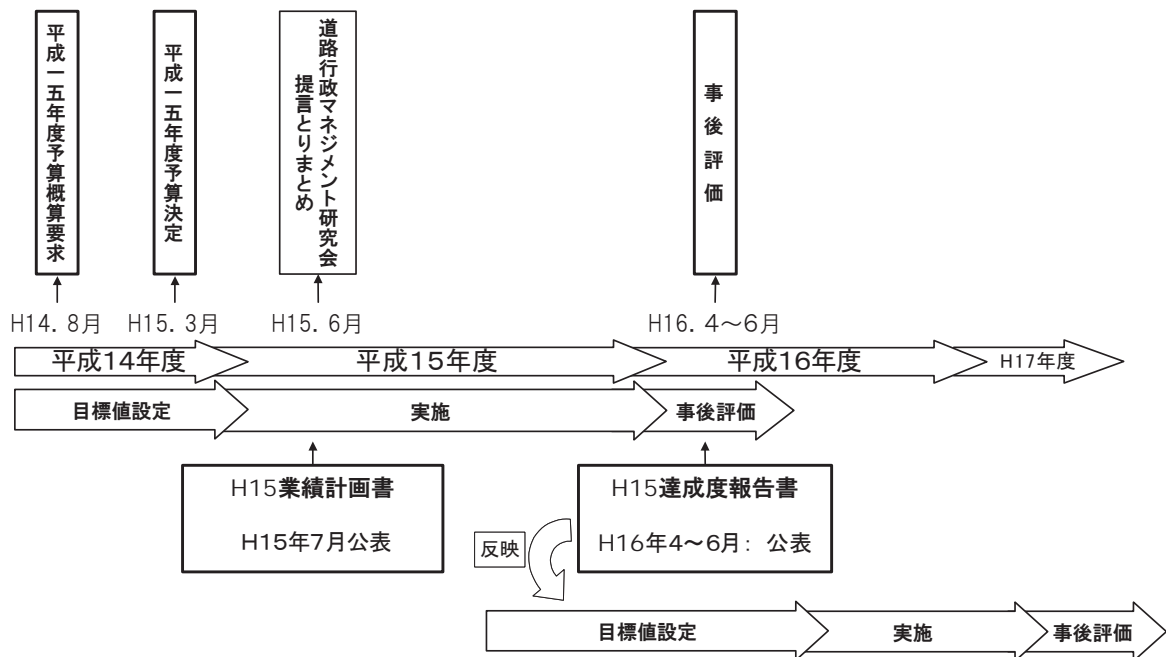 平成一五年度予算概算要求
平成一五年度予算決定
道路行政マネジメント研究会
提言とりまとめ
事後評価
H14.8月
H15.3月
H15.6月
H16.4～6月
平成14年度
平成15年度
平成16年度
H17年度
目標値設定
実施
事後評価
H15業績計画書
H15年7月公表
H15達成度報告書
H16年4～6月：公表
反映
目標値設定
実施
事後評価